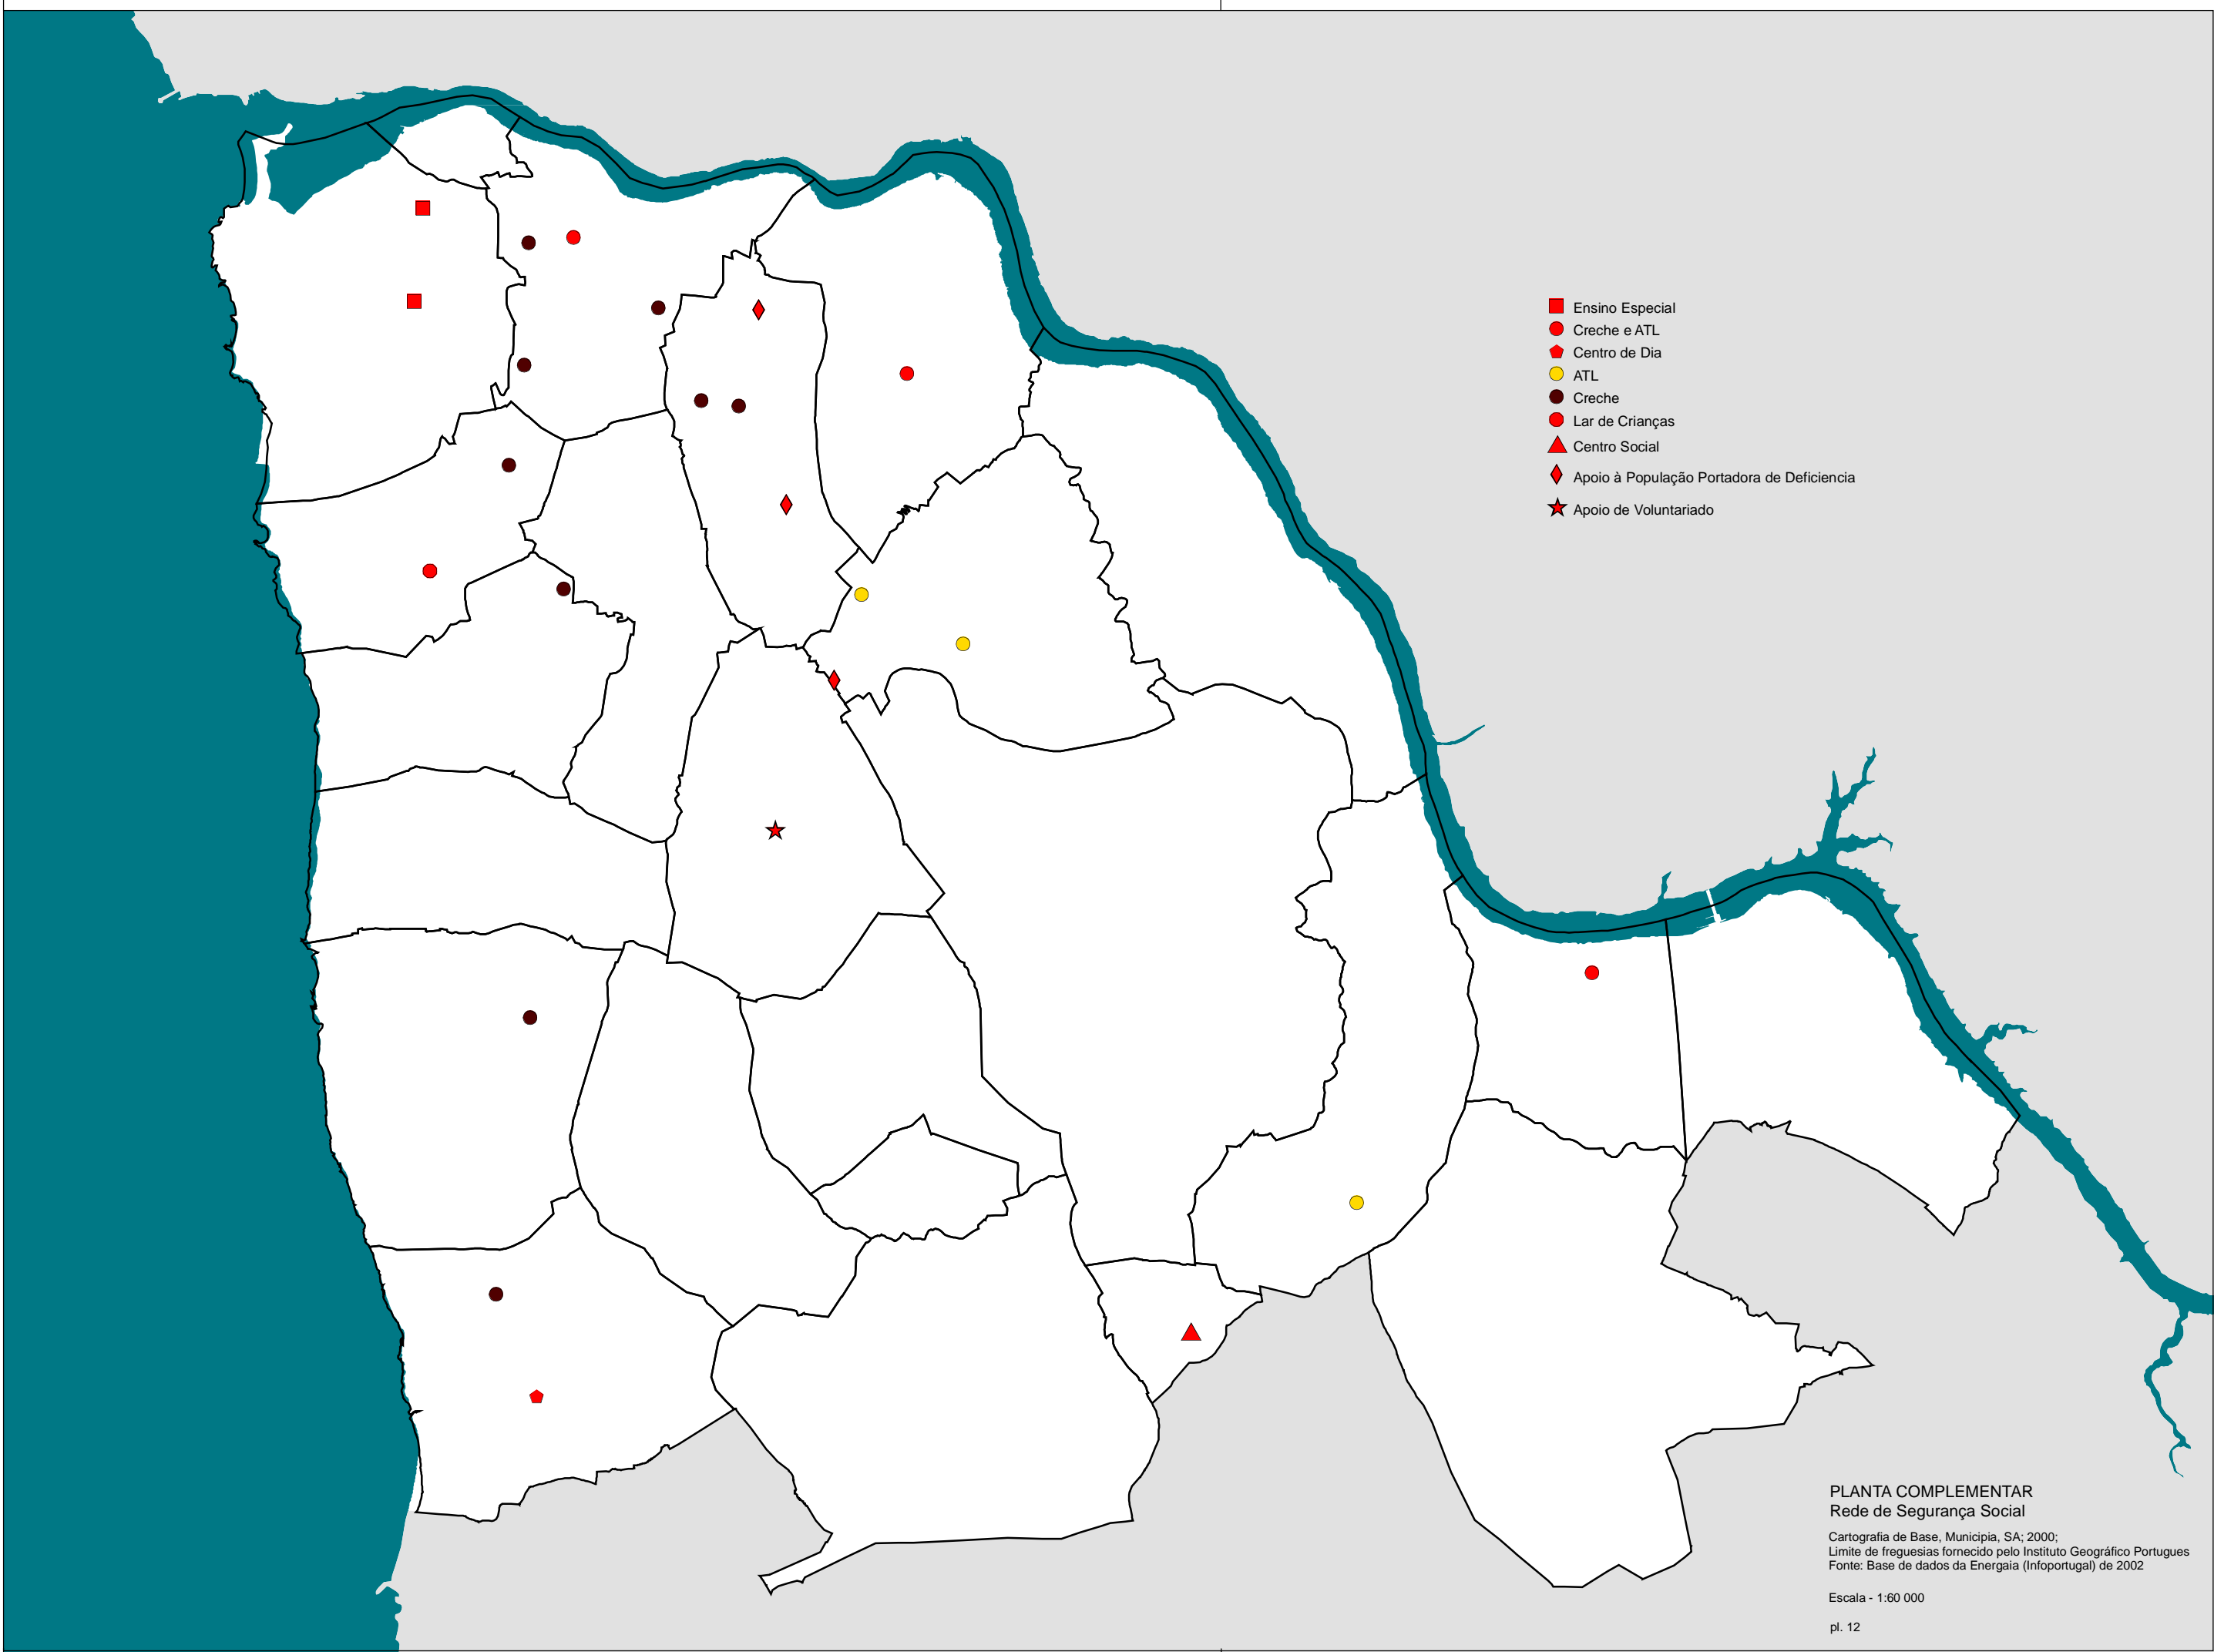 Ensino Especial
Creche e ATL
Centro de Dia
ATL
Creche
Lar de Crianças
Centro Social
Apoio à População Portadora de Deficiencia
Apoio de Voluntariado
PLANTA COMPLEMENTAR
Rede de Segurança Social
Cartografia de Base, Municipia, SA; 2000;
Limite de freguesias fornecido pelo Instituto Geográfico Portugues
Fonte: Base de dados da Energaia (Infoportugal) de 2002
Escala - 1:60 000
pl. 12